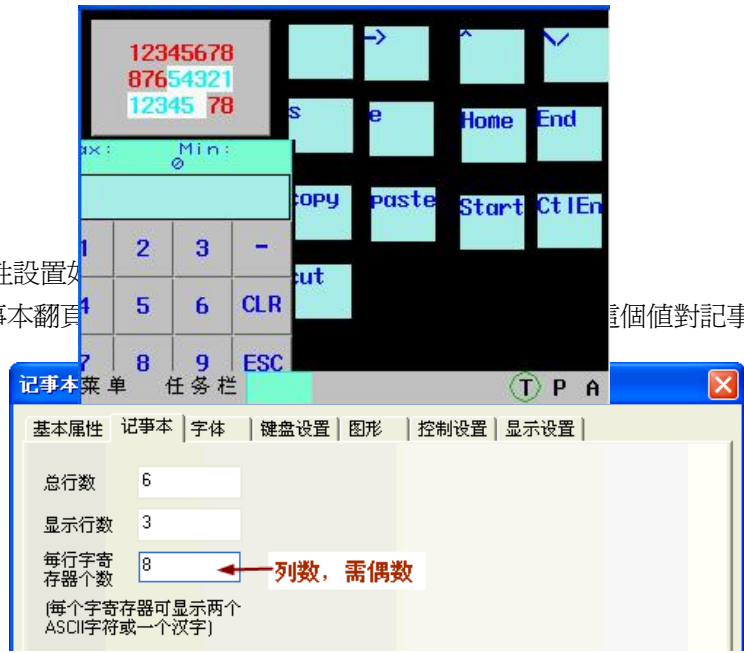 12345678
87654321
12345 78
->
^
\/
s
e
Home
End
Min:
0
copy
paste
Start
CtlEn
cut
1 2 3 -
4 5 6 CLR
7 8 9 ESC
性設置如
事本翻頁
這個值對記事
菜单 任务栏
T P A
记事本
基本属性 记事本 字体 键盘设置 图形 控制设置 显示设置
总行数 6
显示行数 3
每行字寄
存器个数 8
列数，需偶数
(每个字寄存器可显示两个
ASCII字符或一个汉字)